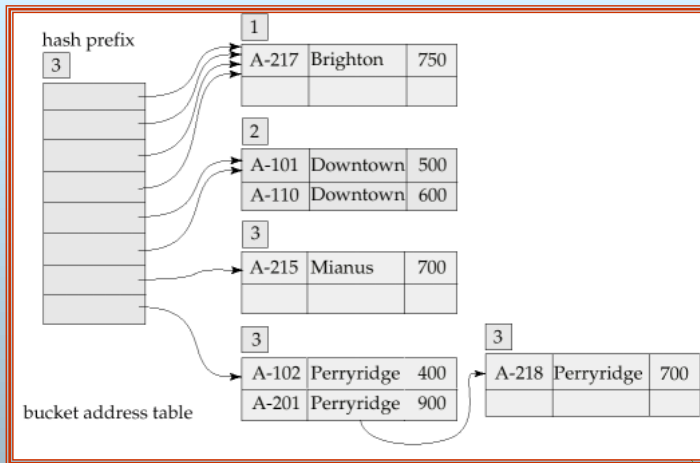 hash prefix
3
1
A-217 Brighton 750
2
A-101 Downtown 500
A-110 Downtown 600
3
A-215 Mianus 700
3
A-102 Perryridge 400
A-201 Perryridge 900
3
A-218 Perryridge 700
bucket address table